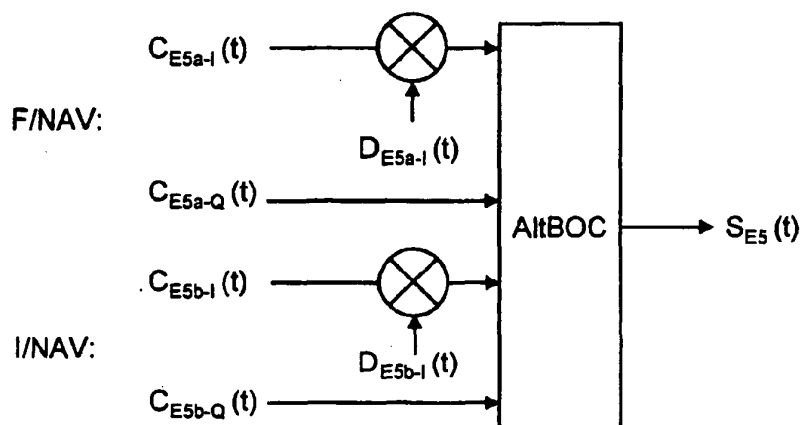 C_E5a-I (t)
F/NAV:
D_E5a-I (t)
C_E5a-Q (t)
AltBOC
S_E5 (t)
C_E5b-I (t)
I/NAV:
D_E5b-I (t)
C_E5b-Q (t)